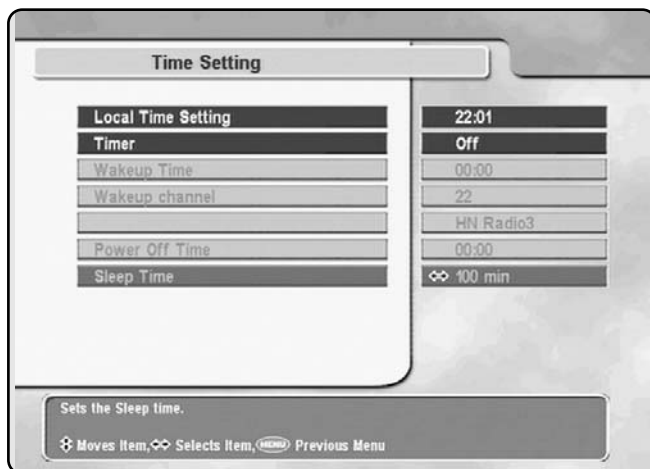 Time Setting
Local Time Setting 22:01
Timer Off
Wakeup Time 00:00
Wakeup channel 22
HN Radio3
Power Off Time 00:00
Sleep Time 100 min
Sets the Sleep time.
Moves Item, Selects Item, MENU Previous Menu